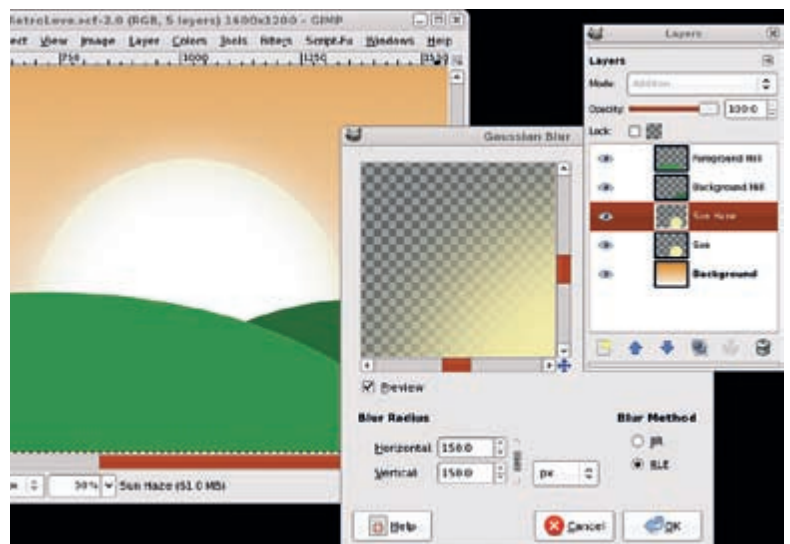 RetroLove.xcf-2.0 (RGB, 5 layers) 1600x1200 - GIMP
View Image Layer Colors Tools Filters Script-Fu Windows Help
750 1000 1250
50% Sun Haze (51.0 MB)
Gaussian Blur
Preview
Blur Radius
Horizontal: 150.0
Vertical: 150.0
px
Blur Method
IIR
RLE
Help
Cancel
OK
Layers
Layers
Mode: Addition
Opacity: 100.0
Lock:
Foreground Hill
Background Hill
Sun Haze
Sun
Background